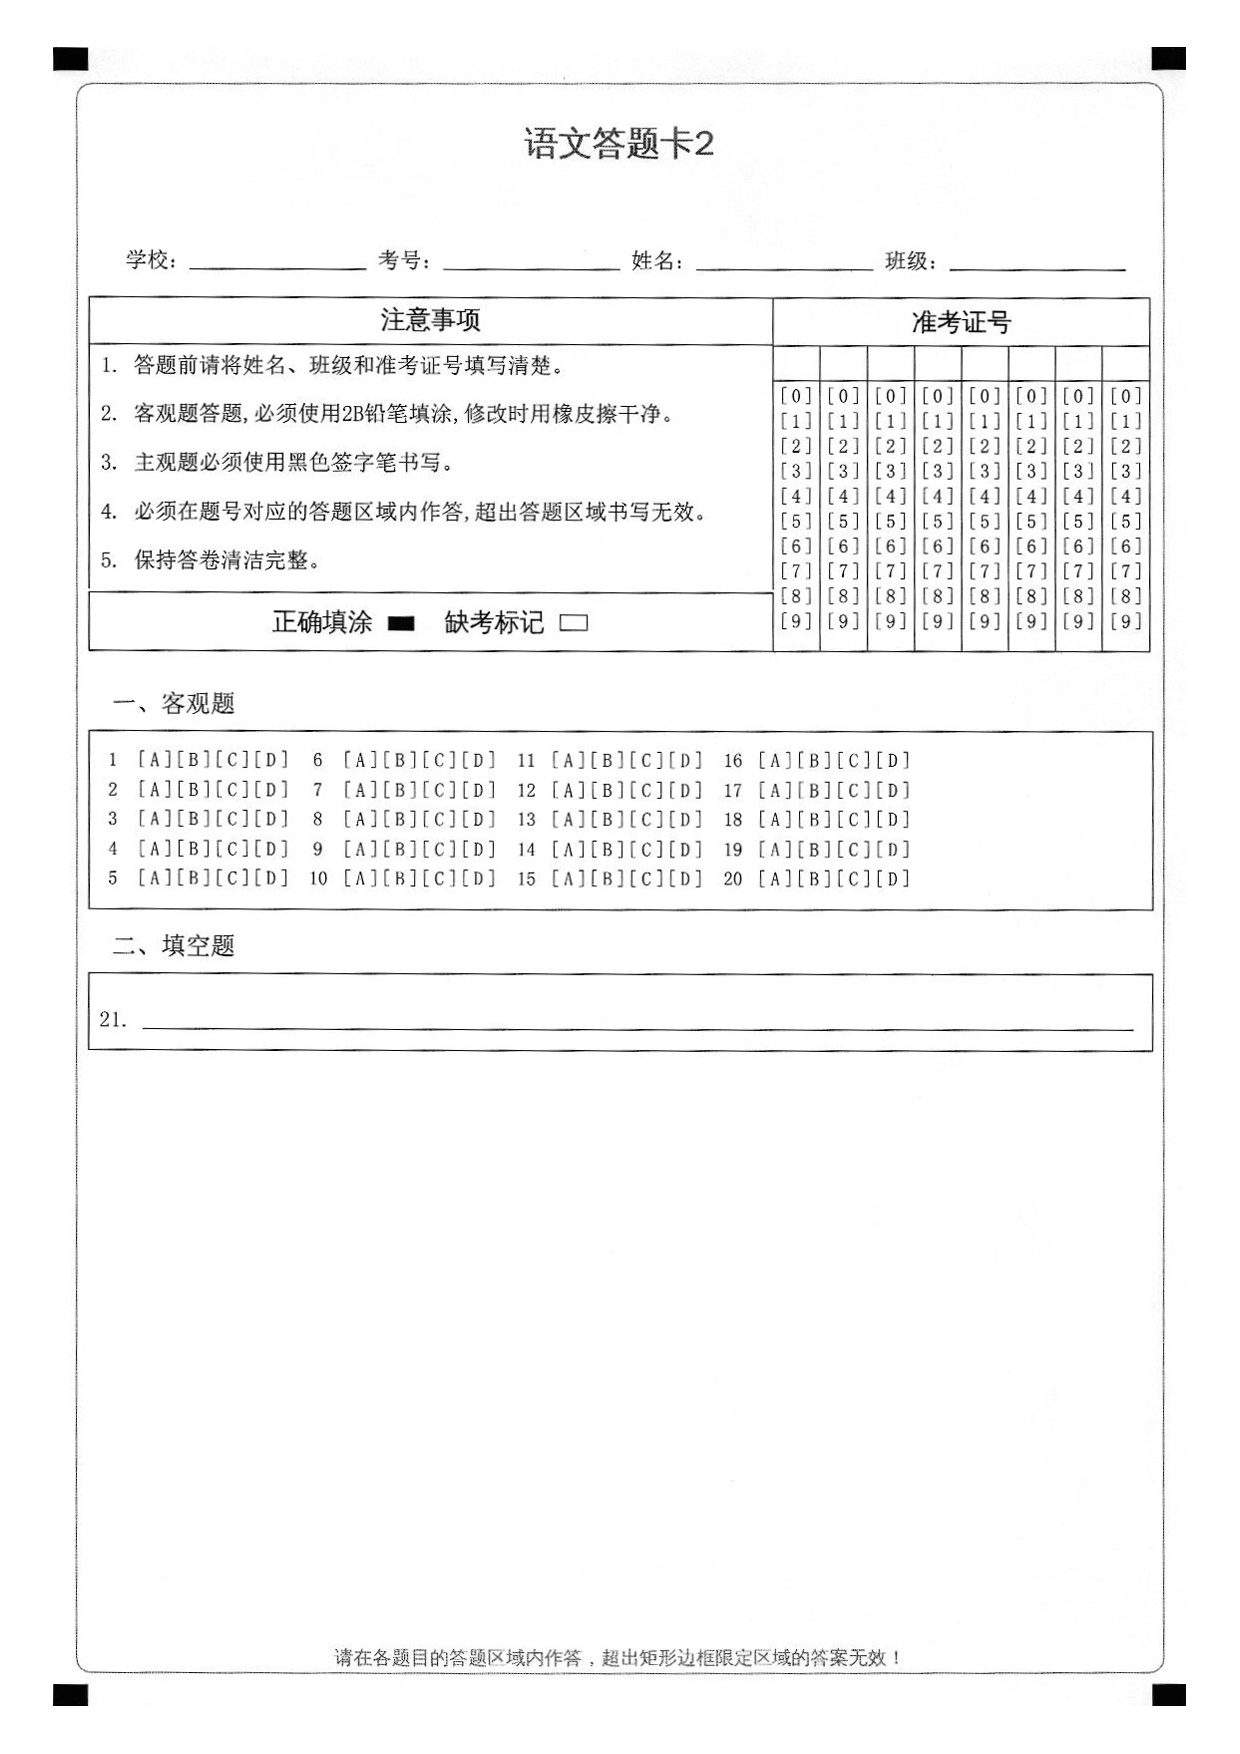 语文答题卡2
学校: 考号: 姓名: 班级:
注意事项
1. 答题前请将姓名、班级和准考证号填写清楚。
2. 客观题答题,必须使用2B铅笔填涂,修改时用橡皮擦干净。
3. 主观题必须使用黑色签字笔书写。
4. 必须在题号对应的答题区域内作答,超出答题区域书写无效。
5. 保持答卷清洁完整。
正确填涂 缺考标记
准考证号
[0] [0] [0] [0] [0] [0] [0] [0]
[1] [1] [1] [1] [1] [1] [1] [1]
[2] [2] [2] [2] [2] [2] [2] [2]
[3] [3] [3] [3] [3] [3] [3] [3]
[4] [4] [4] [4] [4] [4] [4] [4]
[5] [5] [5] [5] [5] [5] [5] [5]
[6] [6] [6] [6] [6] [6] [6] [6]
[7] [7] [7] [7] [7] [7] [7] [7]
[8] [8] [8] [8] [8] [8] [8] [8]
[9] [9] [9] [9] [9] [9] [9] [9]
一、客观题
1 [A][B][C][D] 6 [A][B][C][D] 11 [A][B][C][D] 16 [A][B][C][D]
2 [A][B][C][D] 7 [A][B][C][D] 12 [A][B][C][D] 17 [A][B][C][D]
3 [A][B][C][D] 8 [A][B][C][D] 13 [A][B][C][D] 18 [A][B][C][D]
4 [A][B][C][D] 9 [A][B][C][D] 14 [A][B][C][D] 19 [A][B][C][D]
5 [A][B][C][D] 10 [A][B][C][D] 15 [A][B][C][D] 20 [A][B][C][D]
二、填空题
21.
请在各题目的答题区域内作答，超出矩形边框限定区域的答案无效！